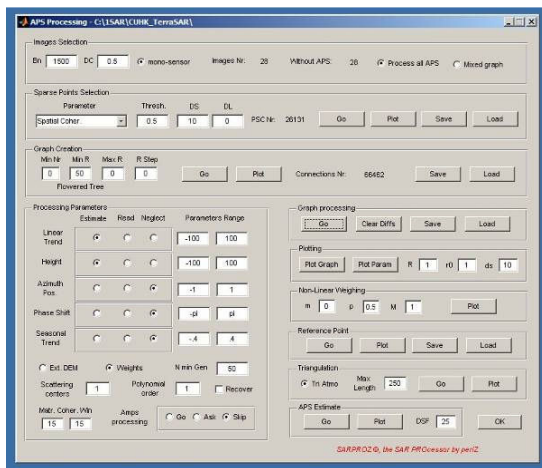 APS Processing - C:\1SAR\CUHK_TerraSAR\
Images Selection
Bn 1500 DC 0.5 mono-sensor Images Nr: 28 Without APS: 28 Process all APS Mixed graph
Sparse Points Selection
Parameter Thresh. DS DL
Spatial Coher. 0.5 10 0 PSC Nr: 26131 Go Plot Save Load
Graph Creation
Min Nr Min R Max R R Step
0 50 0 0 Go Plot Connections Nr: 66462 Save Load
Flowered Tree
Processing Parameters
Estimate Read Neglect Parameters Range
Linear Trend -100 100
Height -100 100
Azimuth Pos. -1 1
Phase Shift -pi pi
Seasonal Trend -.4 .4
Ext. DEM Weights N min Gen 50
Scattering centers 1 Polynomial order 1 Recover
Matr. Coher. Win
15 15 Amps processing Go Ask Skip
Graph processing
Go Clear Diffs Save Load
Plotting
Plot Graph Plot Param R 1 r0 1 ds 10
Non-Linear Weighing
m 0 p 0.5 M 1 Plot
Reference Point
Go Plot Save Load
Triangulation
Tri Atmo Max Length 250 Go Plot
APS Estimate
Go Plot DSF 25 OK
SARPROZ ©, the SAR PROcessor by periZ